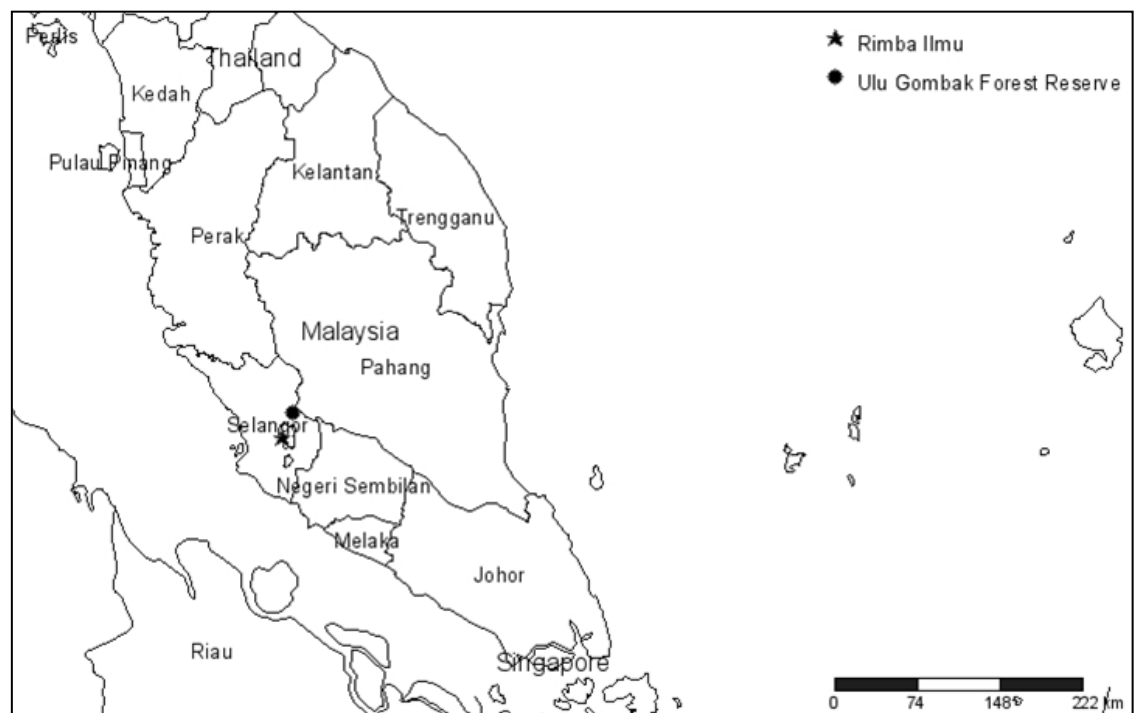 Perlis
Thailand
Rimba Ilmu
Kedah
Ulu Gombak Forest Reserve
Pulau Pinang
Kelantan
Trengganu
Perak
Malaysia
Pahang
Selangor
Negeri Sembilan
Melaka
Johor
Riau
Singapore
0 74 148 222 km